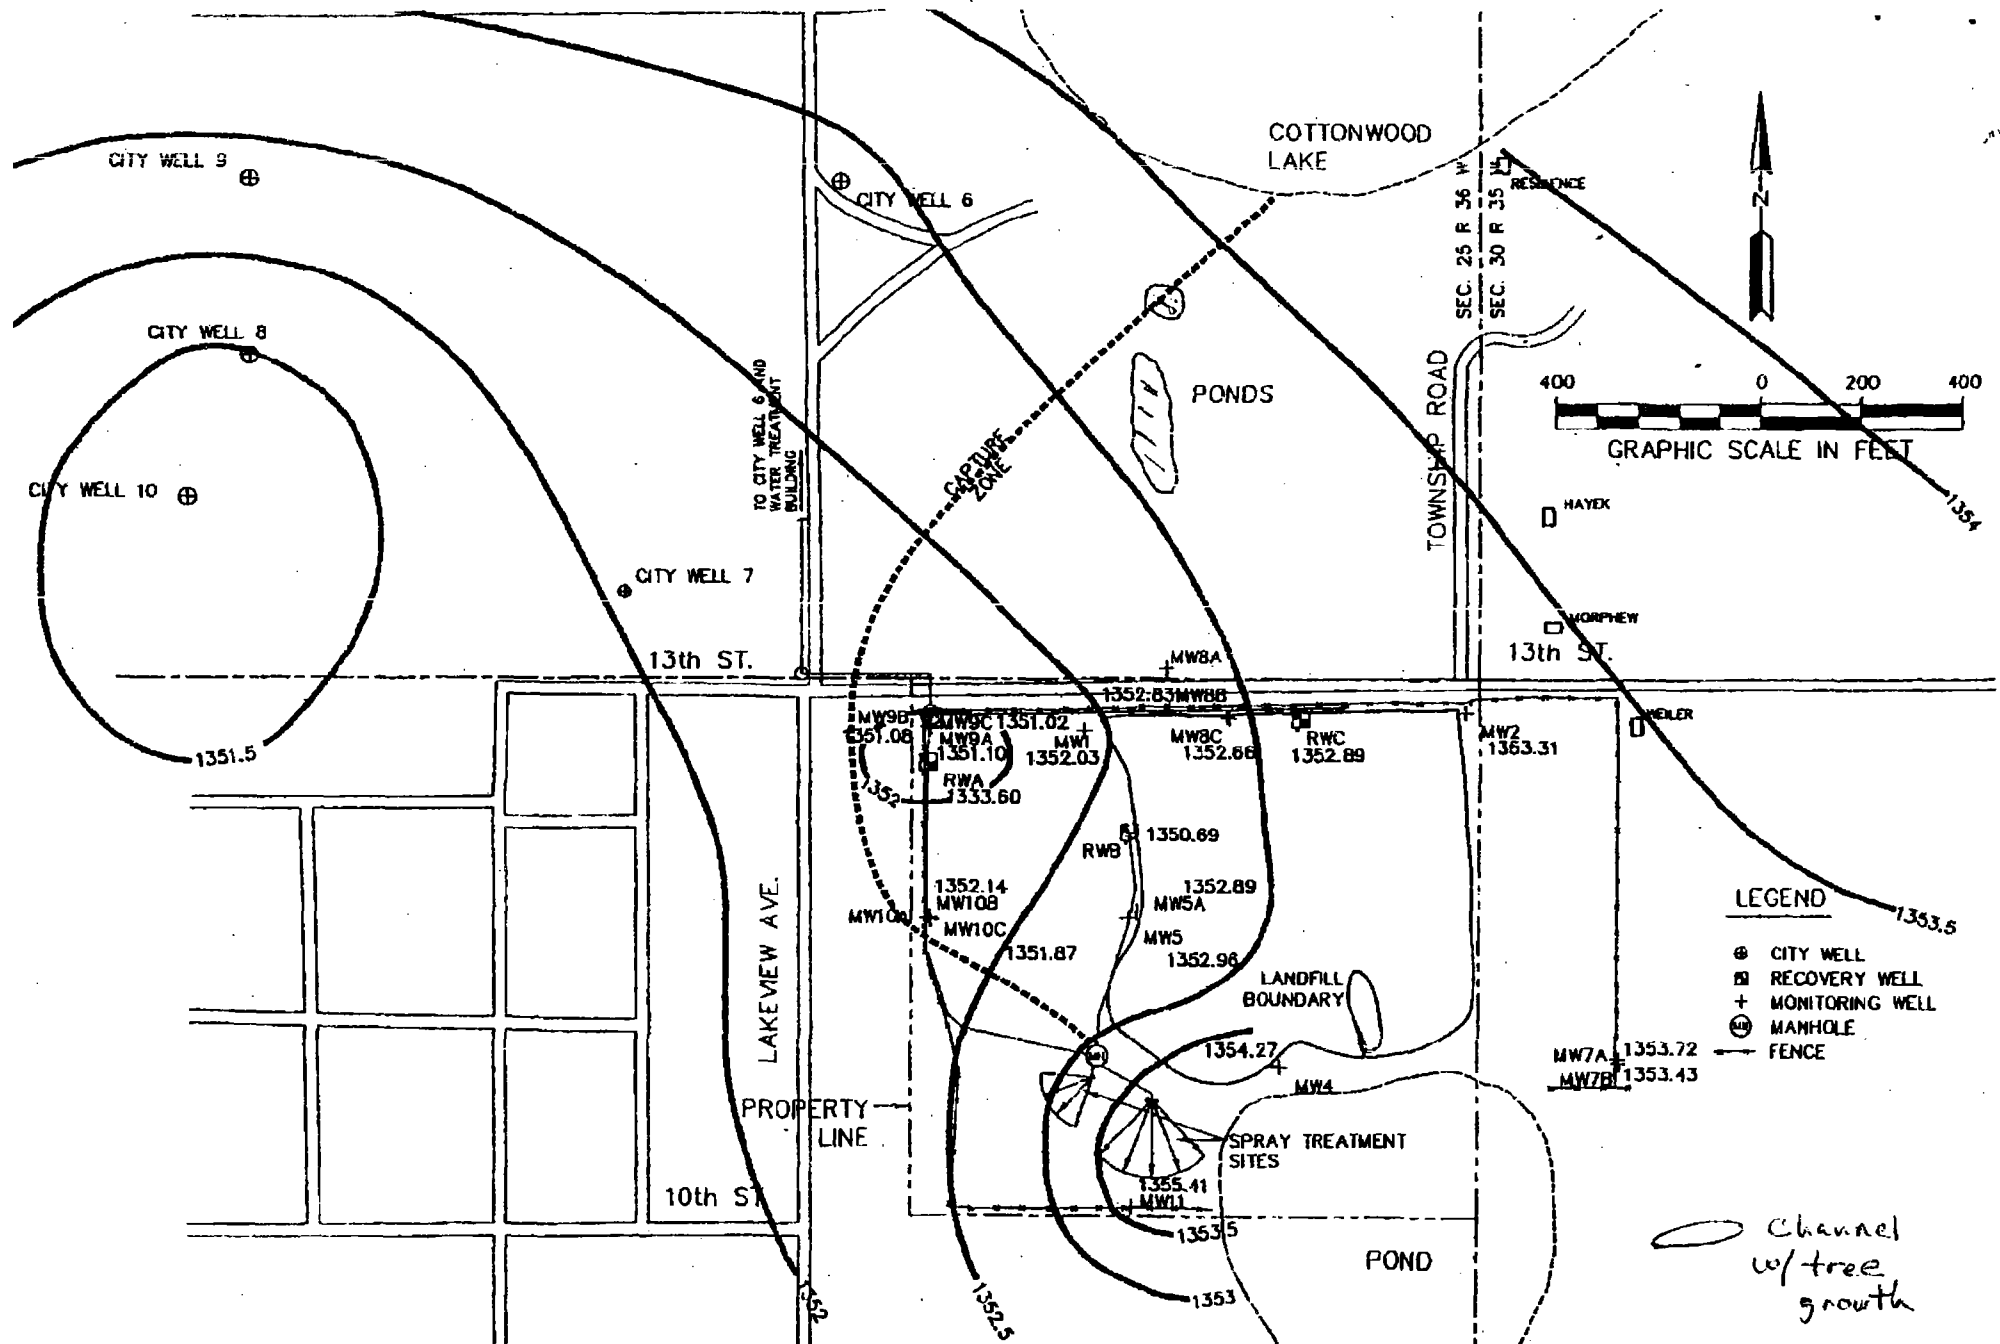 COTTONWOOD
LAKE
CITY WELL 9
CITY WELL 6
RESIDENCE
SEC. 25 R 36 W
SEC. 30 R 35 W
N
CITY WELL 8
TO CITY WELL 6 AND
WATER TREATMENT
BUILDING
PONDS
TOWNSHIP ROAD
400 0 200 400
GRAPHIC SCALE IN FEET
CAPTURE
ZONE
CITY WELL 10
HAYEK
1354
CITY WELL 7
MORPHEW
13th ST.
13th ST.
MW8A
1352.83 MW8B
MW9B
1351.08
MW9C 1351.02
MW9A
1351.10
MW1
1352.03
MW8C
1352.66
RWC
1352.89
MW2
1353.31
WEILER
1351.5
1352
RWA
1333.60
RWB
1350.69
1352.14
MW10B
MW10A
MW10C
1351.87
1352.89
MW5A
MW5
1352.96
LANDFILL
BOUNDARY
LEGEND
CITY WELL
RECOVERY WELL
MONITORING WELL
MH MANHOLE
FENCE
1353.5
LAKEVIEW AVE.
MH
1354.27
MW4
MW7A 1353.72
MW7B 1353.43
PROPERTY
LINE
SPRAY TREATMENT
SITES
10th ST
1355.41
MW11
1353.5
1353
1352.5
1352
POND
Channel
w/ tree
growth